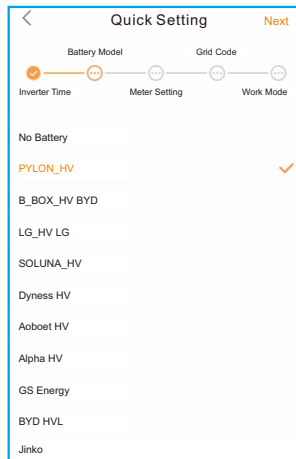 Quick Setting Next
Battery Model Grid Code
Inverter Time Meter Setting Work Mode
No Battery
PYLON_HV
B_BOX_HV BYD
LG_HV LG
SOLUNA_HV
Dyness HV
Aoboet HV
Alpha HV
GS Energy
BYD HVL
Jinko